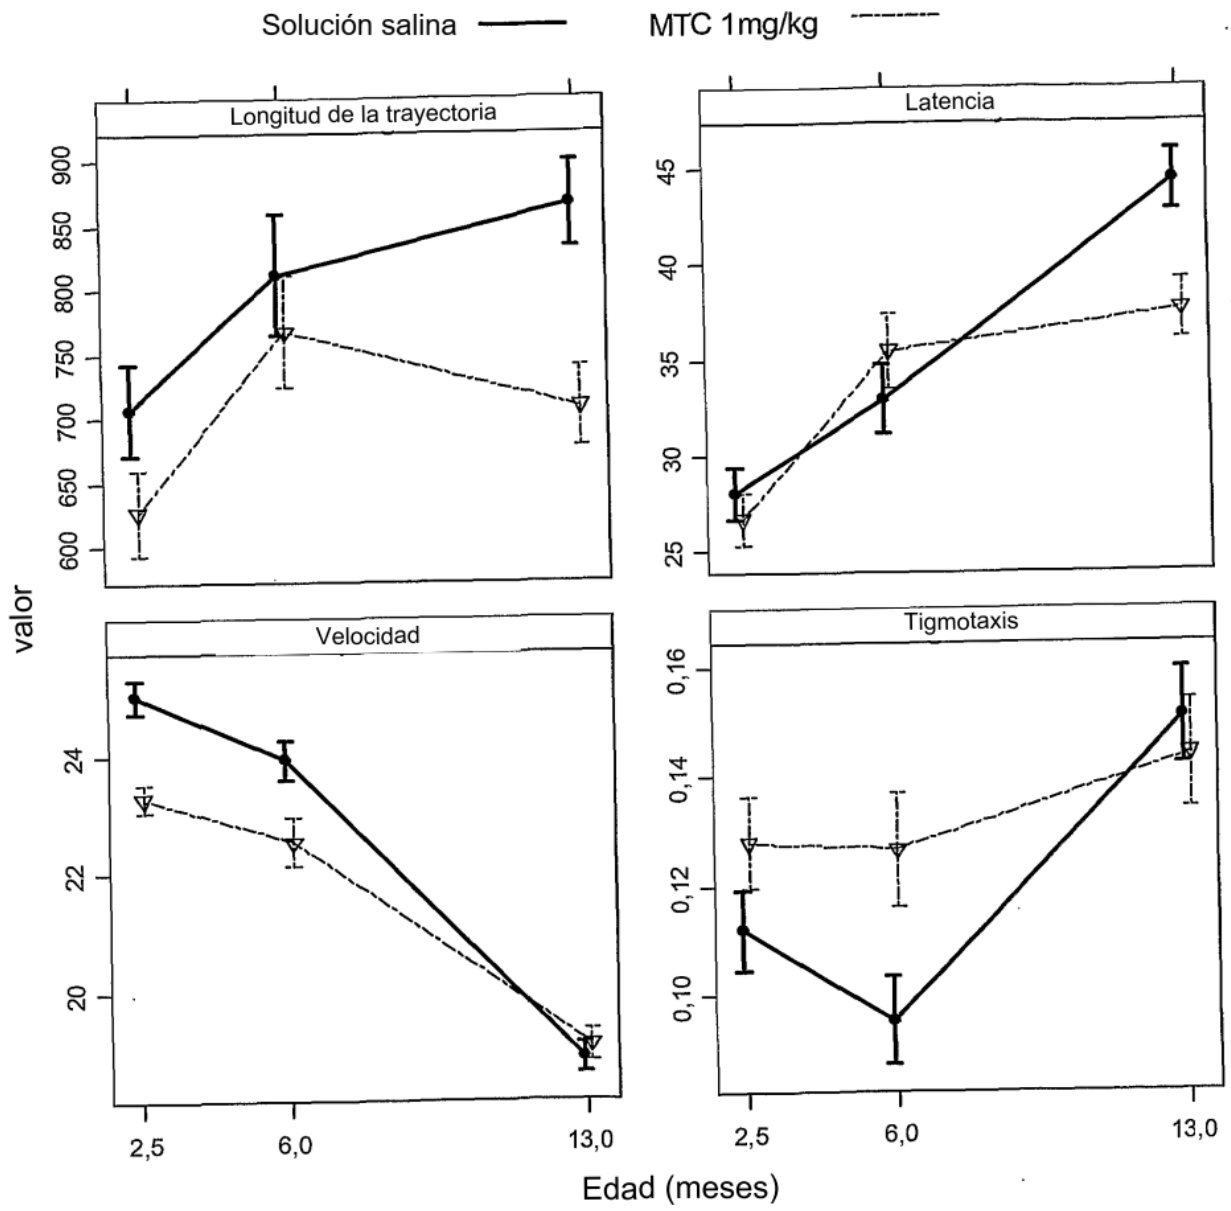 Solución salina MTC 1mg/kg
Longitud de la trayectoria
Latencia
900
850
800
750
700
650
600
45
40
35
30
25
valor
Velocidad
Tigmotaxis
24
22
20
0,16
0,14
0,12
0,10
2,5 6,0 13,0
2,5 6,0 13,0
Edad (meses)